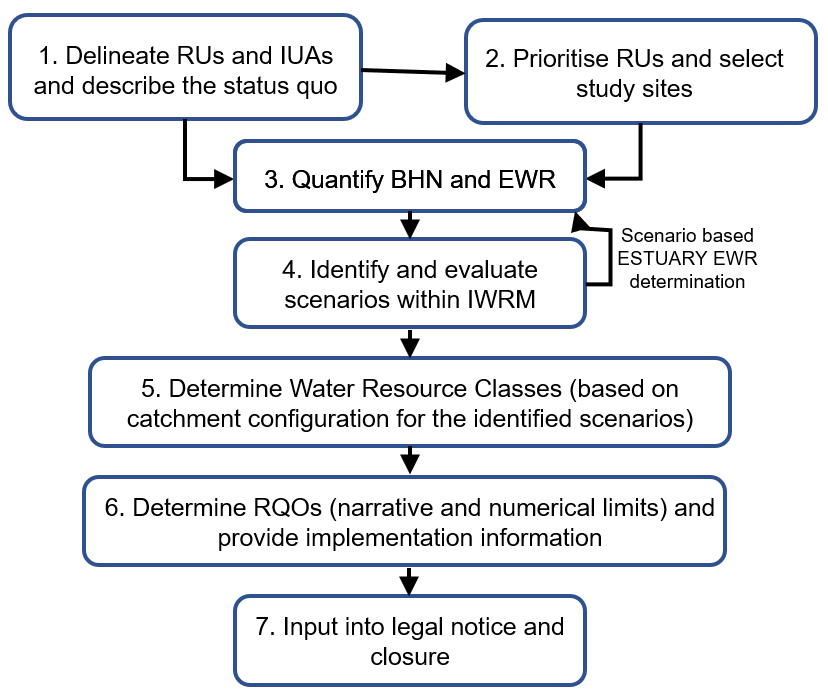 1. Delineate RUs and IUAs
and describe the status quo
2. Prioritise RUs and select
study sites
3. Quantify BHN and EWR
4. Identify and evaluate
scenarios within IWRM
Scenario based
ESTUARY EWR
determination
5. Determine Water Resource Classes (based on
catchment configuration for the identified scenarios)
6. Determine RQOs (narrative and numerical limits) and
provide implementation information
7. Input into legal notice and
closure